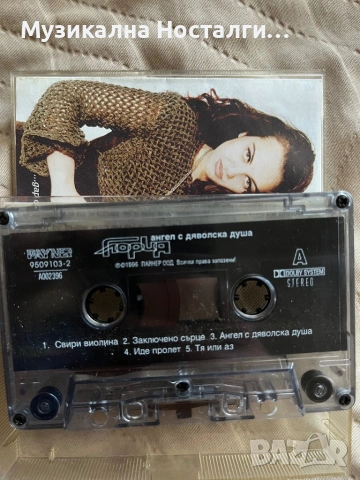 Музикална Носталги...
PAYNER
9509103-2
A002396
Глория
ангел с дяволска душа
©℗1996 ПАЙНЕР ООД. Всички права запазени!
A
DOLBY SYSTEM
STEREO
1. Свири виолина 2. Заключено сърце 3. Ангел с дяволска душа
4. Иде пролет 5. Тя или аз
BAZAR